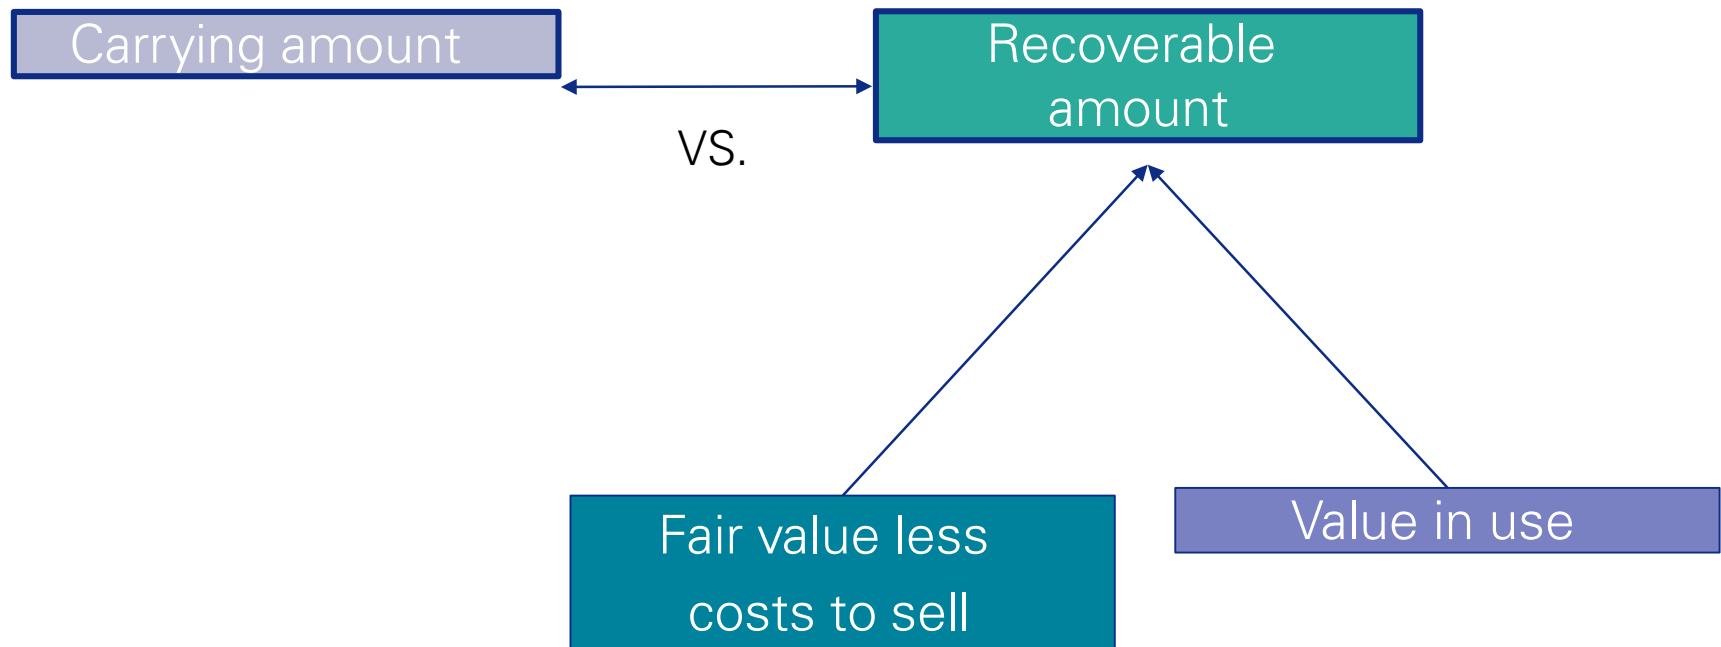 Carrying amount
Recoverable
amount
VS.
Fair value less
costs to sell
Value in use